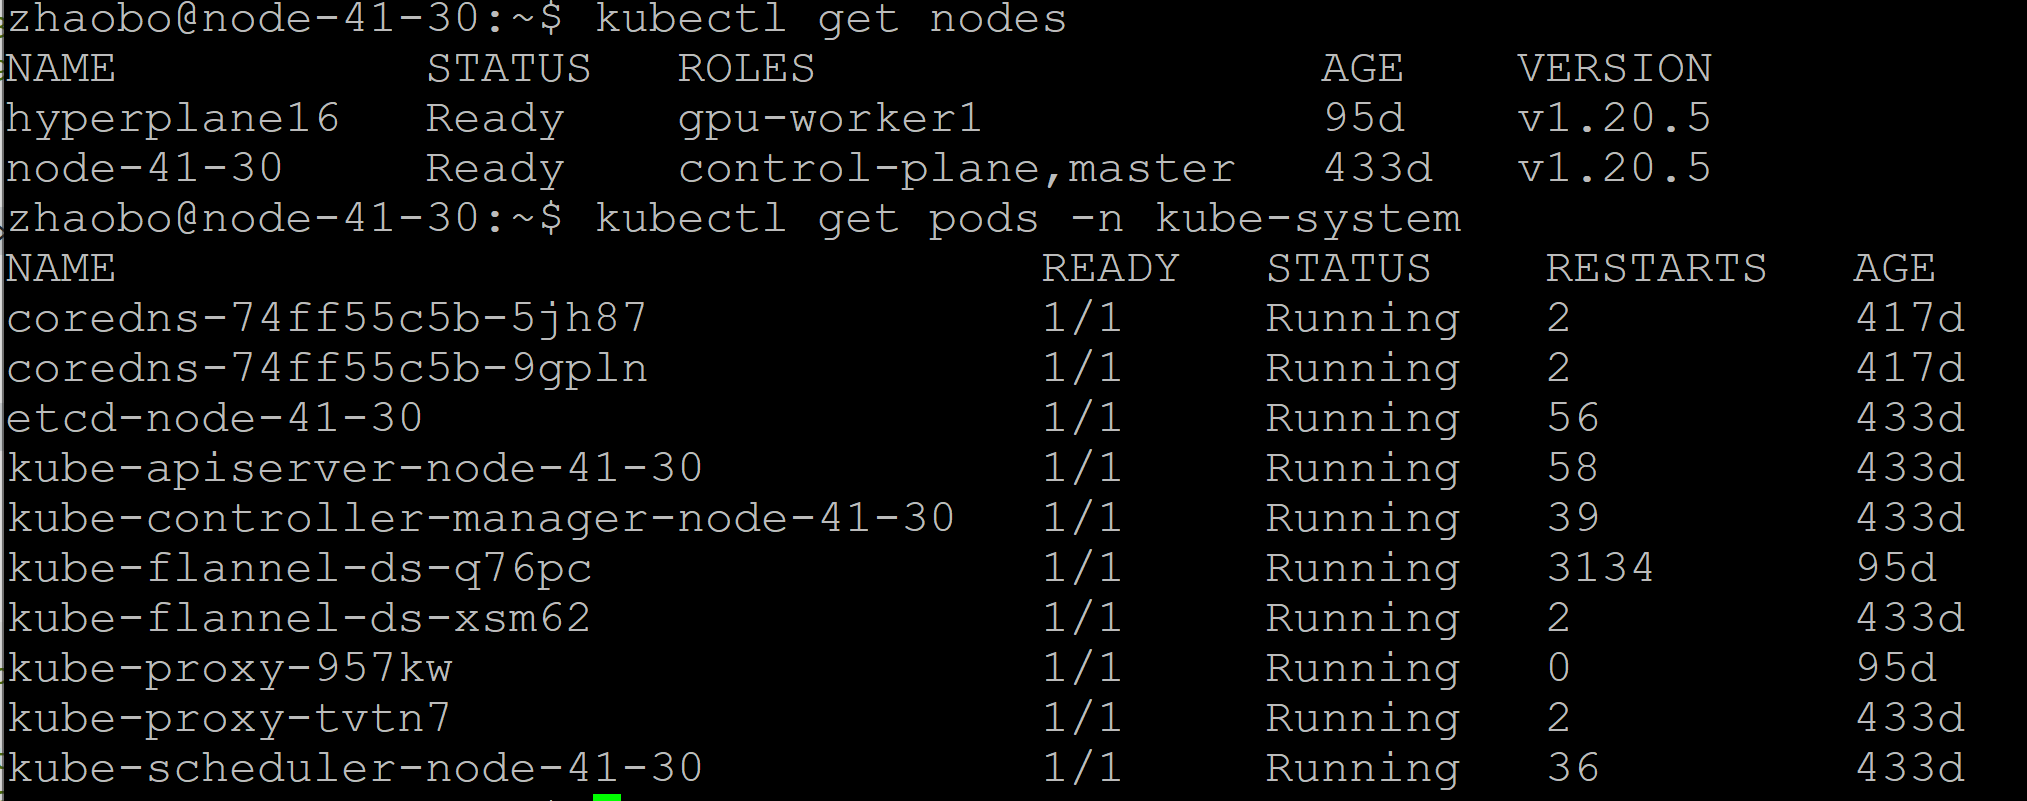 zhaobo@node-41-30:~$ kubectl get nodes
NAME STATUS ROLES AGE VERSION
hyperplane16 Ready gpu-worker1 95d v1.20.5
node-41-30 Ready control-plane,master 433d v1.20.5
zhaobo@node-41-30:~$ kubectl get pods -n kube-system
NAME READY STATUS RESTARTS AGE
coredns-74ff55c5b-5jh87 1/1 Running 2 417d
coredns-74ff55c5b-9gpln 1/1 Running 2 417d
etcd-node-41-30 1/1 Running 56 433d
kube-apiserver-node-41-30 1/1 Running 58 433d
kube-controller-manager-node-41-30 1/1 Running 39 433d
kube-flannel-ds-q76pc 1/1 Running 3134 95d
kube-flannel-ds-xsm62 1/1 Running 2 433d
kube-proxy-957kw 1/1 Running 0 95d
kube-proxy-tvtn7 1/1 Running 2 433d
kube-scheduler-node-41-30 1/1 Running 36 433d